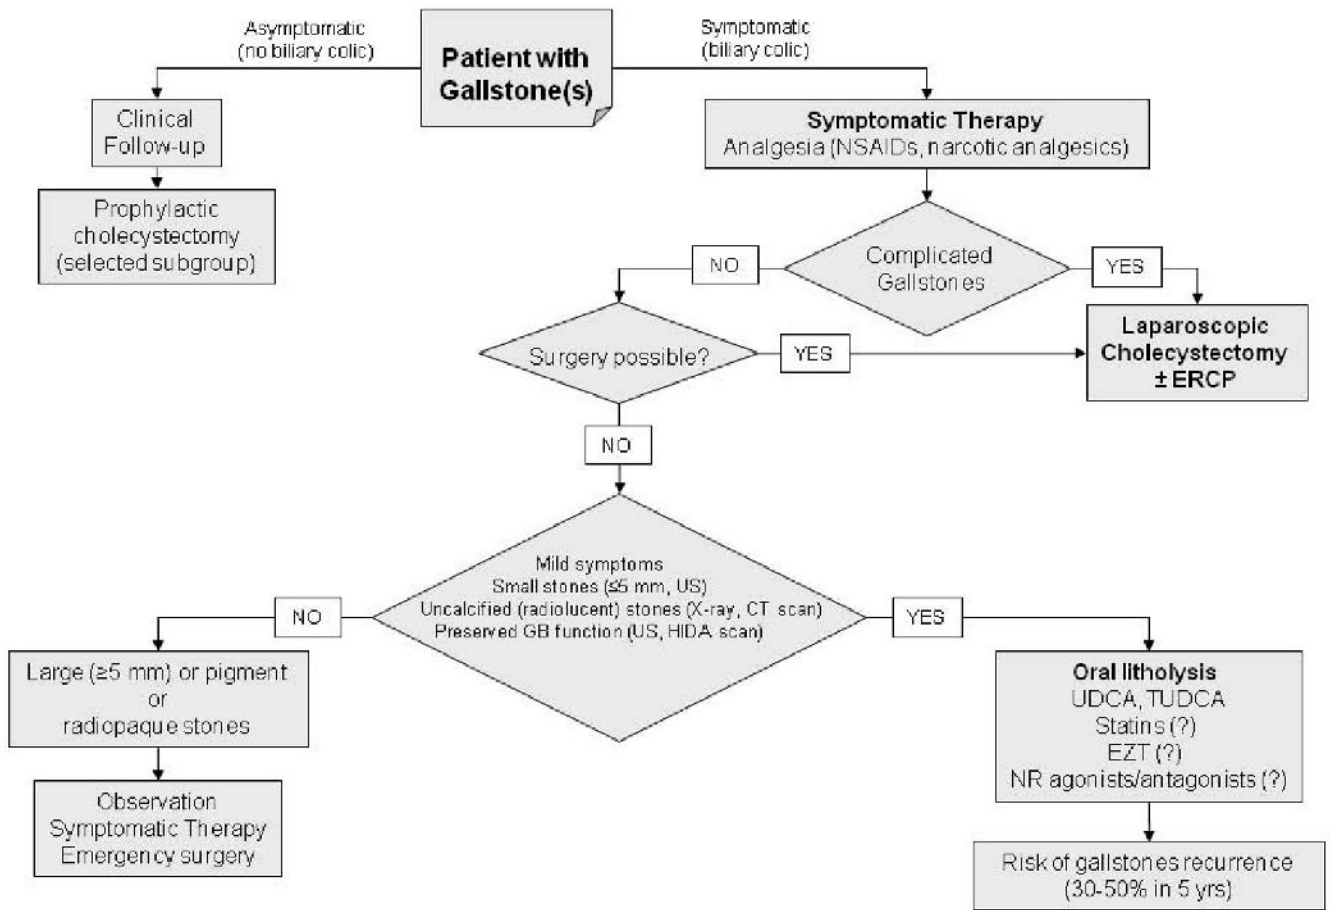 Asymptomatic
(no biliary colic)
Patient with
Gallstone(s)
Symptomatic
(biliary colic)
Clinical
Follow-up
Prophylactic
cholecystectomy
(selected subgroup)
Symptomatic Therapy
Analgesia (NSAIDs, narcotic analgesics)
Complicated
Gallstones
NO
YES
Laparoscopic
Cholecystectomy
± ERCP
Surgery possible?
YES
NO
Mild symptoms
Small stones (≤5 mm, US)
Uncalcified (radiolucent) stones (X-ray, CT scan)
Preserved GB function (US, HIDA scan)
NO
YES
Large (≥5 mm) or pigment
or
radiopaque stones
Observation
Symptomatic Therapy
Emergency surgery
Oral litholysis
UDCA, TUDCA
Statins (?)
EZT (?)
NR agonists/antagonists (?)
Risk of gallstones recurrence
(30-50% in 5 yrs)